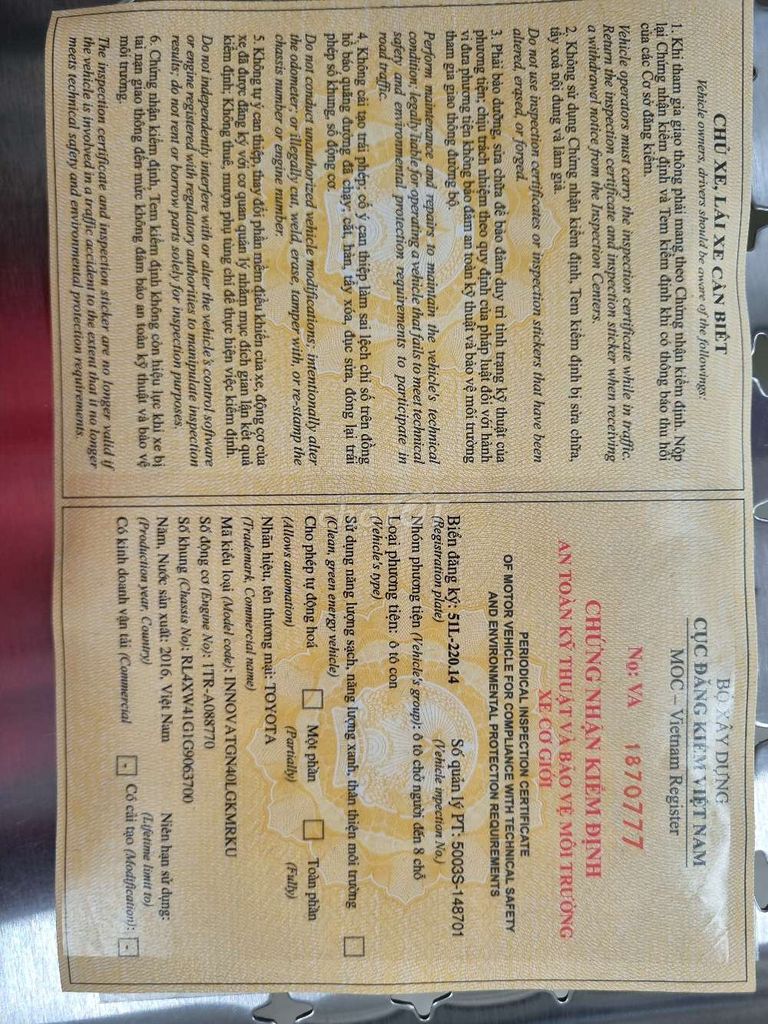 CHỦ XE, LÁI XE CẦN BIẾT
Vehicle owners, drivers should be aware of the followings:
1. Khi tham gia giao thông phải mang theo Chứng nhận kiểm định. Nộp
lại Chứng nhận kiểm định và Tem kiểm định khi có thông báo thu hồi
của các Cơ sở đăng kiểm.
Vehicle operators must carry the inspection certificate while in traffic.
Return the inspection certificate and inspection sticker when receiving
a withdrawal notice from the Inspection Centers.
2. Không sử dụng Chứng nhận kiểm định, Tem kiểm định bị sửa chữa,
tẩy xoá nội dung và làm giả.
Do not use inspection certificates or inspection stickers that have been
altered, erased, or forged.
3. Phải bảo dưỡng, sửa chữa để bảo đảm duy trì tình trạng kỹ thuật của
phương tiện; chịu trách nhiệm theo quy định của pháp luật đối với hành
vi đưa phương tiện không bảo đảm an toàn kỹ thuật và bảo vệ môi trường
tham gia giao thông đường bộ.
Perform maintenance and repairs to maintain the vehicle's technical
condition; legally liable for operating a vehicle that fails to meet technical
safety and environmental protection requirements to participate in
road traffic.
4. Không cải tạo trái phép; cố ý can thiệp làm sai lệch chỉ số trên đồng
hồ báo quãng đường đã chạy; cắt, hàn, tẩy xóa, đục sửa, đóng lại trái
phép số khung, số động cơ.
Do not conduct unauthorized vehicle modifications; intentionally alter
the odometer; or illegally cut, weld, erase, tamper with, or re-stamp the
chassis number or engine number.
5. Không tự ý can thiệp, thay đổi phần mềm điều khiển của xe, động cơ của
xe đã được đăng ký với cơ quan quản lý nhằm mục đích gian lận kết quả
kiểm định; Không thuê, mượn phụ tùng chỉ để thực hiện việc kiểm định.
Do not independently interfere with or alter the vehicle's control software
or engine registered with regulatory authorities to manipulate inspection
results; do not rent or borrow parts solely for inspection purposes.
6. Chứng nhận kiểm định, Tem kiểm định không còn hiệu lực khi xe bị
tai nạn giao thông đến mức không đảm bảo an toàn kỹ thuật và bảo vệ
môi trường.
The inspection certificate and inspection sticker are no longer valid if
the vehicle is involved in a traffic accident to the extent that it no longer
meets technical safety and environmental protection requirements.
BỘ XÂY DỰNG
CỤC ĐĂNG KIỂM VIỆT NAM
MOC – Vietnam Register
Nọ: VA 1870777
CHỨNG NHẬN KIỂM ĐỊNH
AN TOÀN KỸ THUẬT VÀ BẢO VỆ MÔI TRƯỜNG
XE CƠ GIỚI
PERIODICAL INSPECTION CERTIFICATE
OF MOTOR VEHICLE FOR COMPLIANCE WITH TECHNICAL SAFETY
AND ENVIRONMENTAL PROTECTION REQUIREMENTS
Biển đăng ký: 51L-220.14 Số quản lý PT: 5003S-148701
(Registration plate) (Vehicle inpection No.)
Nhóm phương tiện (Vehicle's group): ô tô chở người đến 8 chỗ
Loại phương tiện: ô tô con
(Vehicle's type)
Sử dụng năng lượng sạch, năng lượng xanh, thân thiện môi trường
(Clean, green energy vehicle)
Cho phép tự động hoá Một phần Toàn phần
(Allows automation) (Partially) (Fully)
Nhãn hiệu, tên thương mại: TOYOTA
(Trademark, Commercial name)
Mã kiểu loại (Model code): INNOVATGN40LGKMRKU
Số động cơ (Engine No): 1TR-A088770
Số khung (Chassis No): RL4XW41G1G9063700
Năm, Nước sản xuất: 2016, Việt Nam Niên hạn sử dụng:
(Production year, Country) (Lifetime limit to)
Có kinh doanh vận tải (Commercial - Có cải tạo (Modification): -